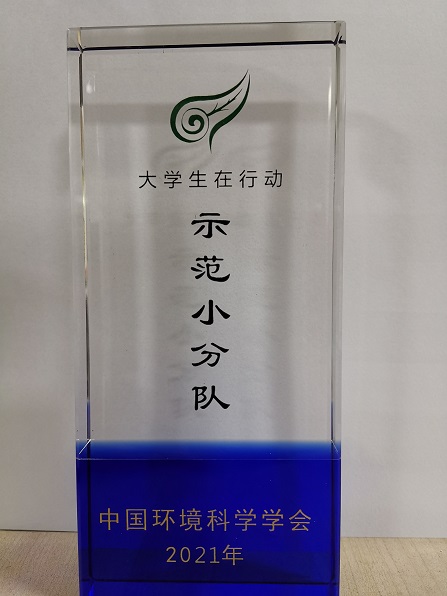 大学生在行动
示范小分队
中国环境科学学会
2021年